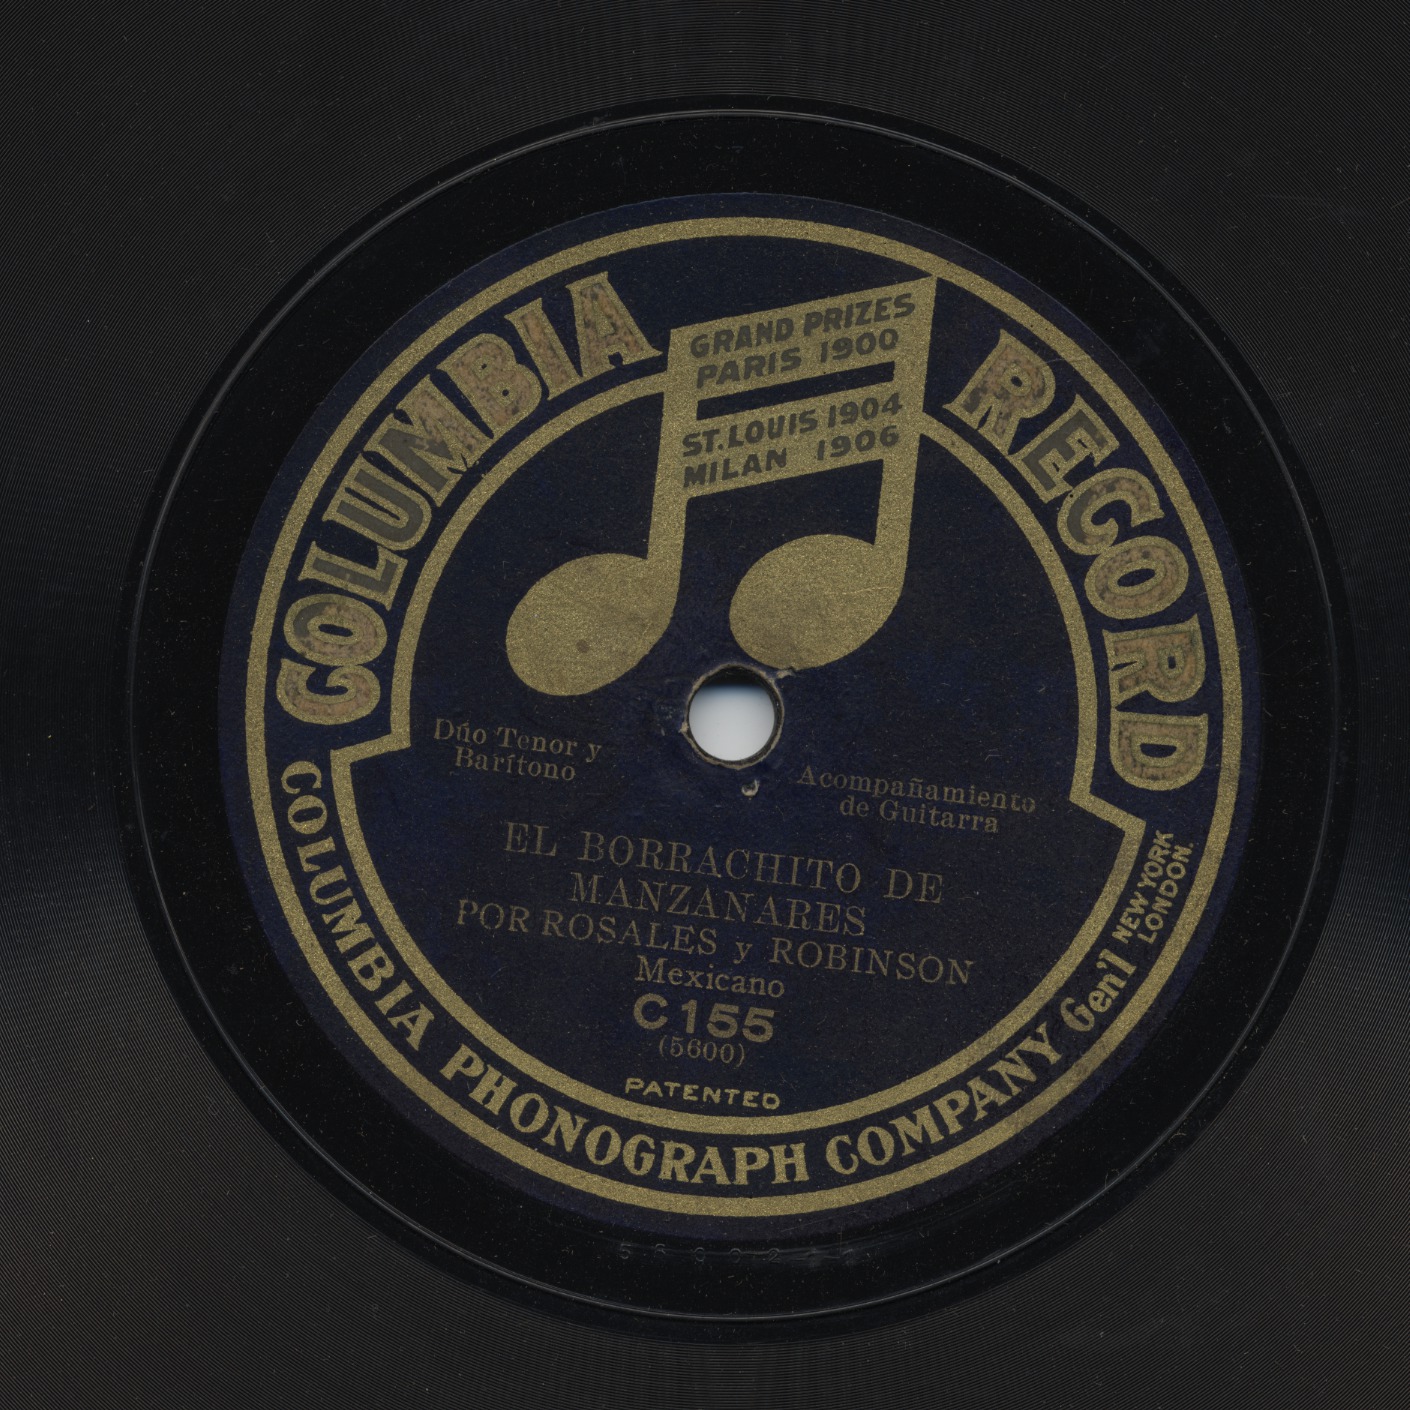 COLUMBIA RECORD
GRAND PRIZES
PARIS 1900
ST. LOUIS 1904
MILAN 1906
Dúo Tenor y
Barítono
Acompañamiento
de Guitarra
EL BORRACHITO DE
MANZANARES
POR ROSALES y ROBINSON
Mexicano
C155
(5600)
PATENTED
COLUMBIA PHONOGRAPH COMPANY Gen'l
NEW YORK
LONDON.